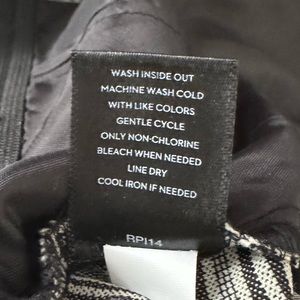 WASH INSIDE OUT
MACHINE WASH COLD
WITH LIKE COLORS
GENTLE CYCLE
ONLY NON-CHLORINE
BLEACH WHEN NEEDED
LINE DRY
COOL IRON IF NEEDED
RPI14